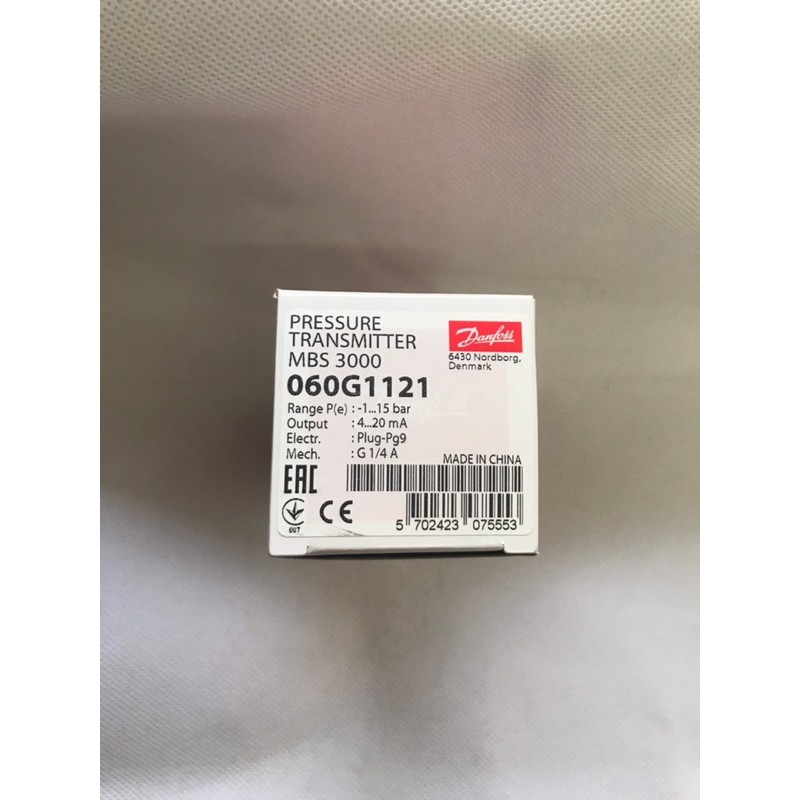 PRESSURE
TRANSMITTER
MBS 3000
060G1121
Danfoss
6430 Nordborg,
Denmark
Range P(e) : -1...15 bar
Output : 4...20 mA
Electr. : Plug-Pg9
Mech. : G 1/4 A
MADE IN CHINA
EAC
CE
5 702423 075553